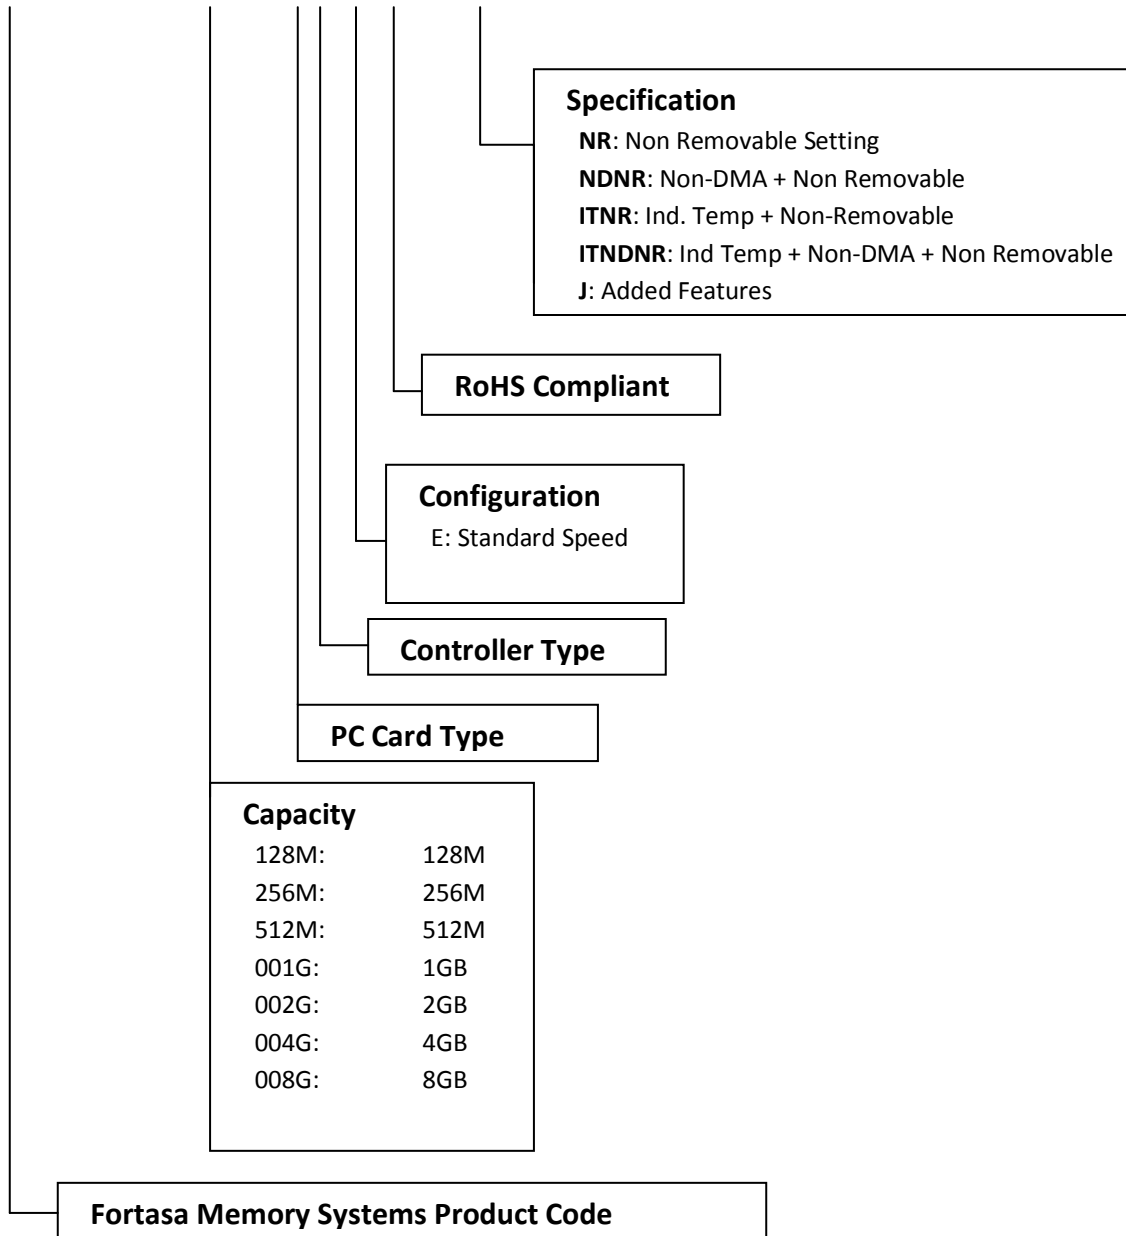 Specification
NR: Non Removable Setting
NDNR: Non-DMA + Non Removable
ITNR: Ind. Temp + Non-Removable
ITNDNR: Ind Temp + Non-DMA + Non Removable
J: Added Features
RoHS Compliant
Configuration
E: Standard Speed
Controller Type
PC Card Type
Capacity
128M: 128M
256M: 256M
512M: 512M
001G: 1GB
002G: 2GB
004G: 4GB
008G: 8GB
Fortasa Memory Systems Product Code